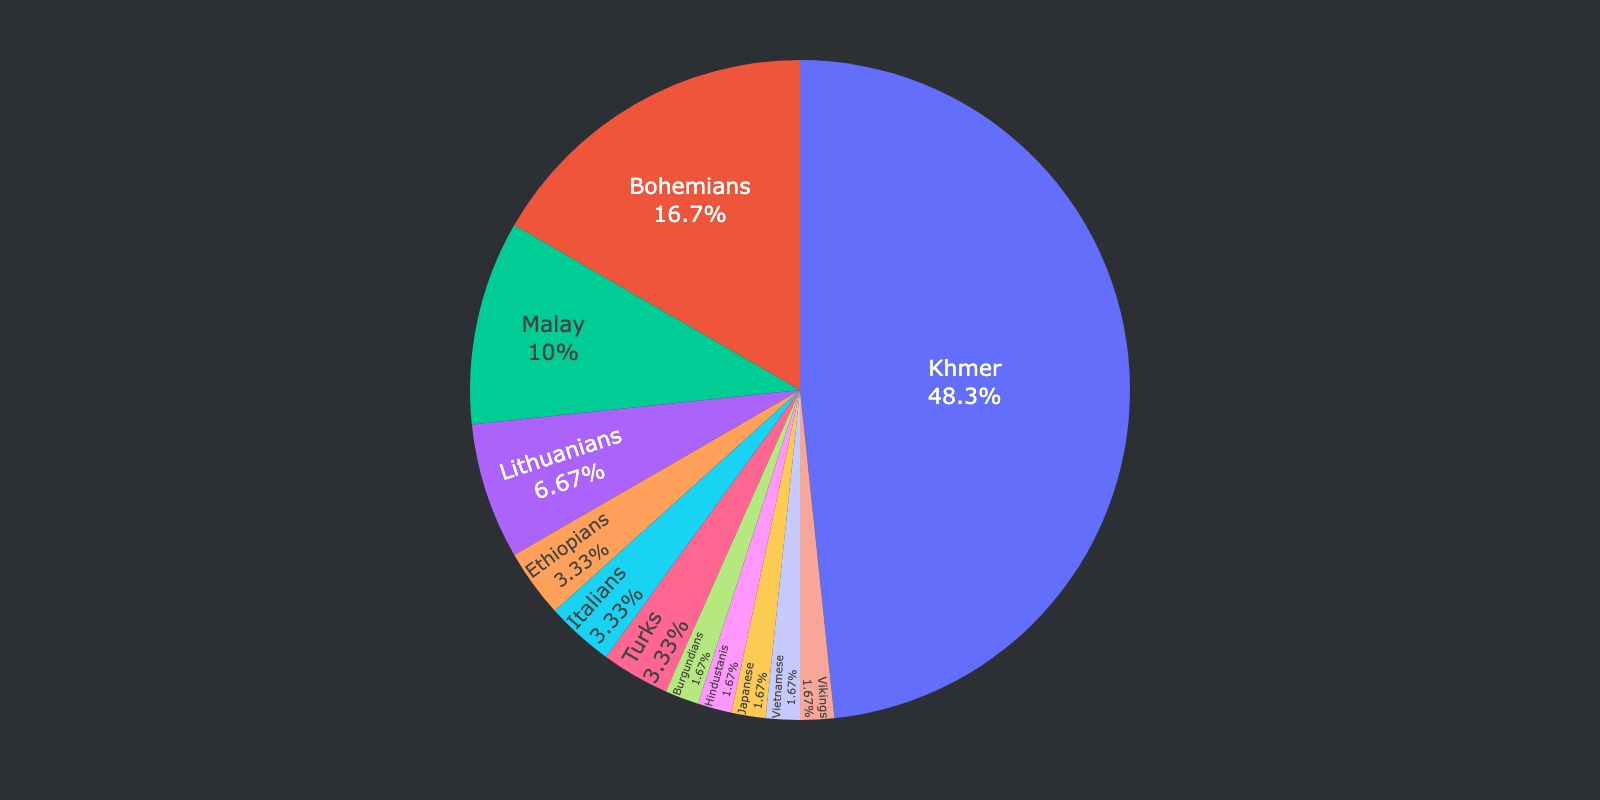 Bohemians
16.7%
Khmer
48.3%
Malay
10%
Lithuanians
6.67%
Ethiopians
3.33%
Italians
3.33%
Turks
3.33%
Burgundians
1.67%
Hindustanis
1.67%
Japanese
1.67%
Vietnamese
1.67%
Vikings
1.67%